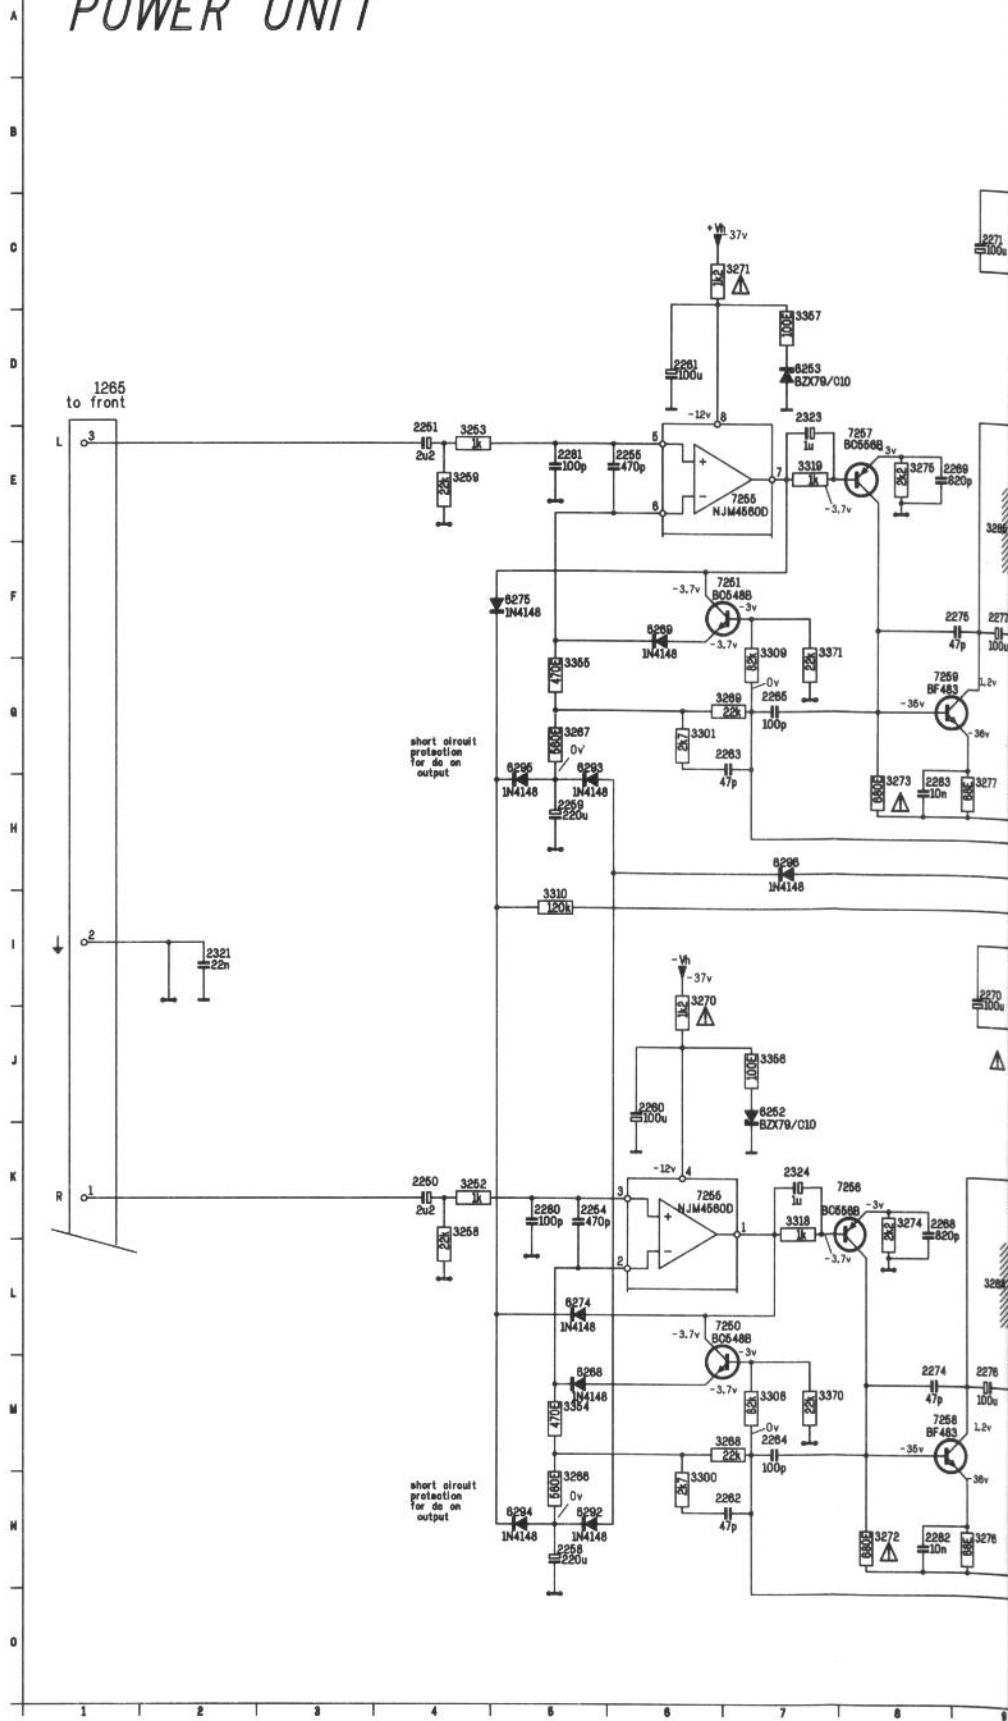 POWER UNIT
A
B
C
+Vh
-37v
3271
1k2
2271
100u
3357
100E
D
2261
100u
6253
BZX79/C10
1265
to front
-12v
8
L
3
2251
2u2
3253
1k
3259
22k
2281
100p
2255
470p
5
6
7
7255
NJM4560D
2323
1u
3319
1k
7257
BC556B
-3v
-3.7v
3275
2k2
2269
820p
E
F
6275
1N4148
-3.7v
7251
BC548B
-3v
-3.7v
6269
1N4148
3355
470E
3309
82k
3371
22k
2275
47p
2277
100u
7259
BF483
1,2v
-35v
-36v
0v
G
3269
22k
2265
100p
3301
2k7
2263
47p
short circuit
protection
for dc on
output
3267
560E
0v
6295
1N4148
6293
1N4148
3273
680E
2283
10n
3277
68E
2259
220u
H
6296
1N4148
3310
120k
I
2
2321
22n
-Vh
-37v
3270
1k2
2270
100u
J
3356
100E
2260
100u
6252
BZX79/C10
K
-12v
4
R
1
2250
2u2
3252
1k
3258
22k
2280
100p
2254
470p
3
2
1
7255
NJM4560D
2324
1u
3318
1k
7256
BC556B
-3v
-3.7v
3274
2k2
2268
820p
L
6274
1N4148
-3.7v
7250
BC548B
-3v
-3.7v
6268
1N4148
3354
470E
3308
82k
3370
22k
2274
47p
2276
100u
M
0v
7258
BF483
1,2v
-35v
-36v
3268
22k
2264
100p
3300
2k7
2262
47p
short circuit
protection
for dc on
output
3266
560E
0v
N
6294
1N4148
6292
1N4148
2258
220u
3272
680E
2282
10n
3276
68E
O
1 2 3 4 5 6 7 8